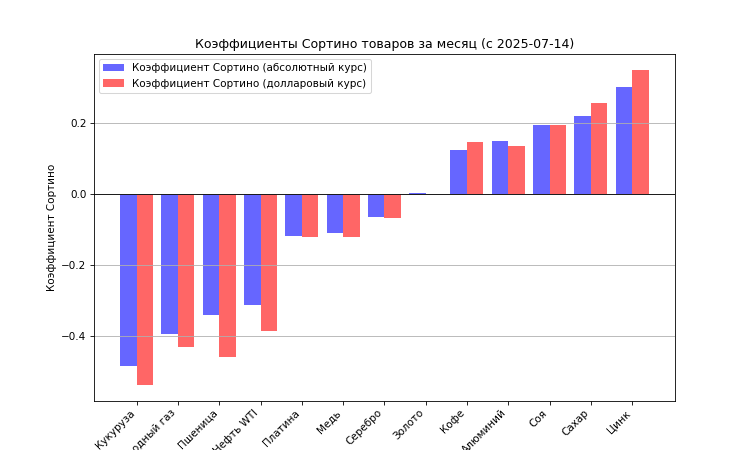 Коэффициенты Сортино товаров за месяц (с 2025-07-14)
Коэффициент Сортино (абсолютный курс)
Коэффициент Сортино (долларовый курс)
Коэффициент Сортино
0.2
0.0
−0.2
−0.4
Кукуруза
одный газ
Пшеница
Нефть WTI
Платина
Медь
Серебро
Золото
Кофе
Алюминий
Соя
Сахар
Цинк